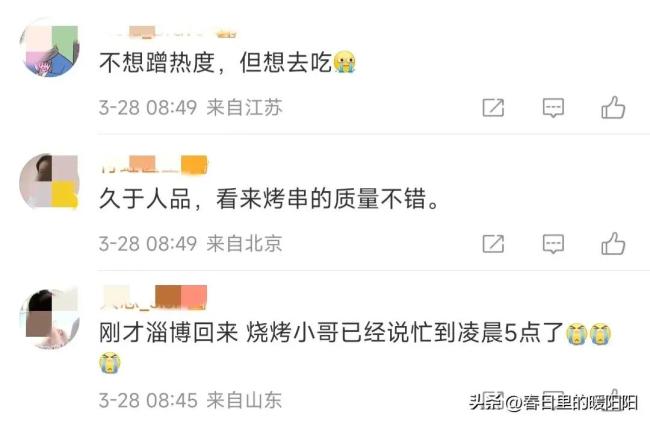 不想蹭热度，但想去吃😭
3-28 08:49 来自江苏
久于人品，看来烤串的质量不错。
3-28 08:49 来自北京
刚才淄博回来 烧烤小哥已经说忙到凌晨5点了😭😭
😭
3-28 08:45 来自山东
头条@春日里的暖阳阳